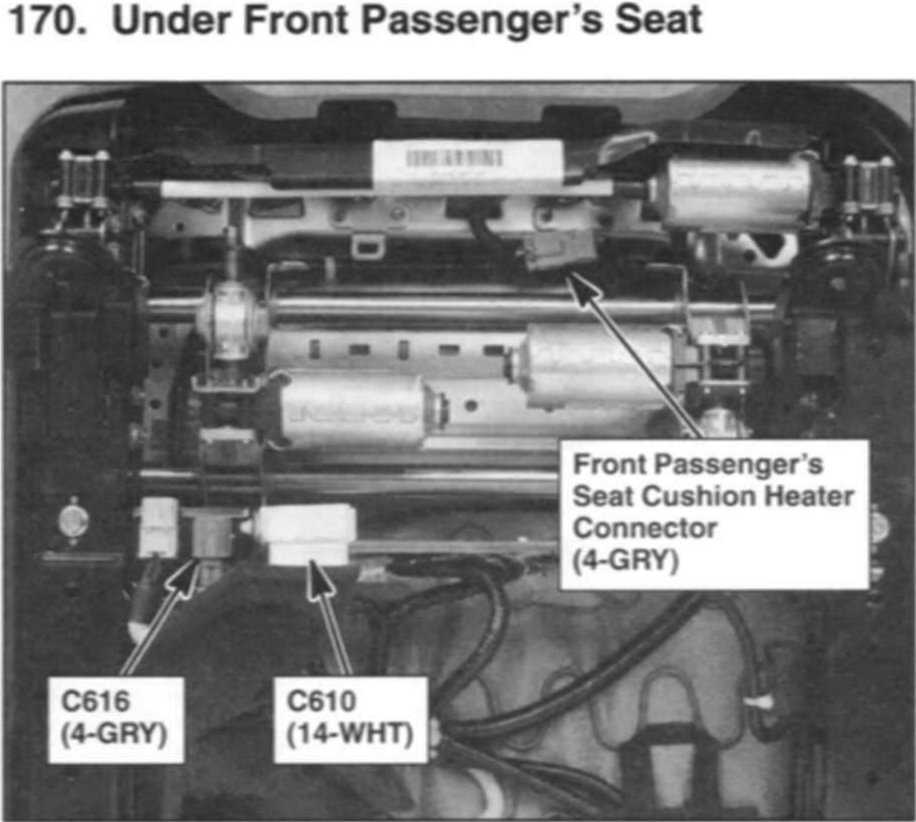 170. Under Front Passenger's Seat
Front Passenger's
Seat Cushion Heater
Connector
(4-GRY)
C616
(4-GRY)
C610
(14-WHT)